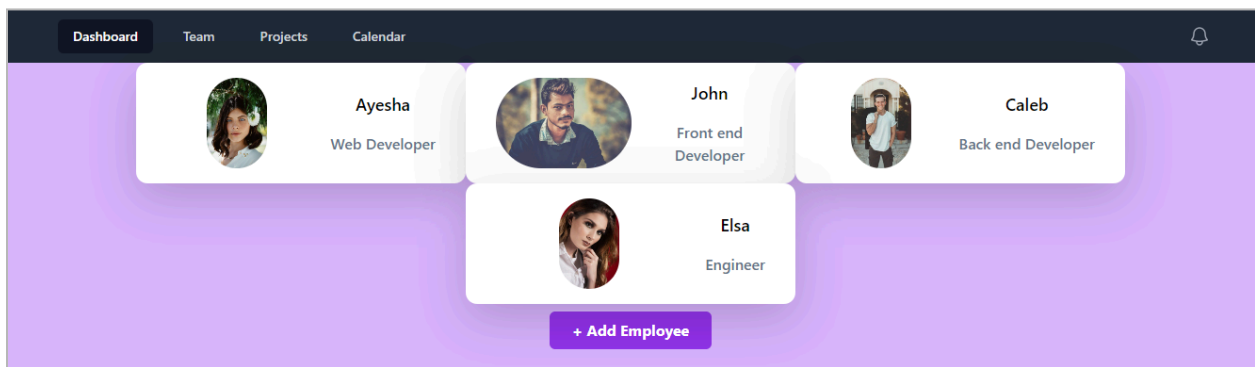 Dashboard Team Projects Calendar
Ayesha
Web Developer
John
Front end
Developer
Caleb
Back end Developer
Elsa
Engineer
+ Add Employee